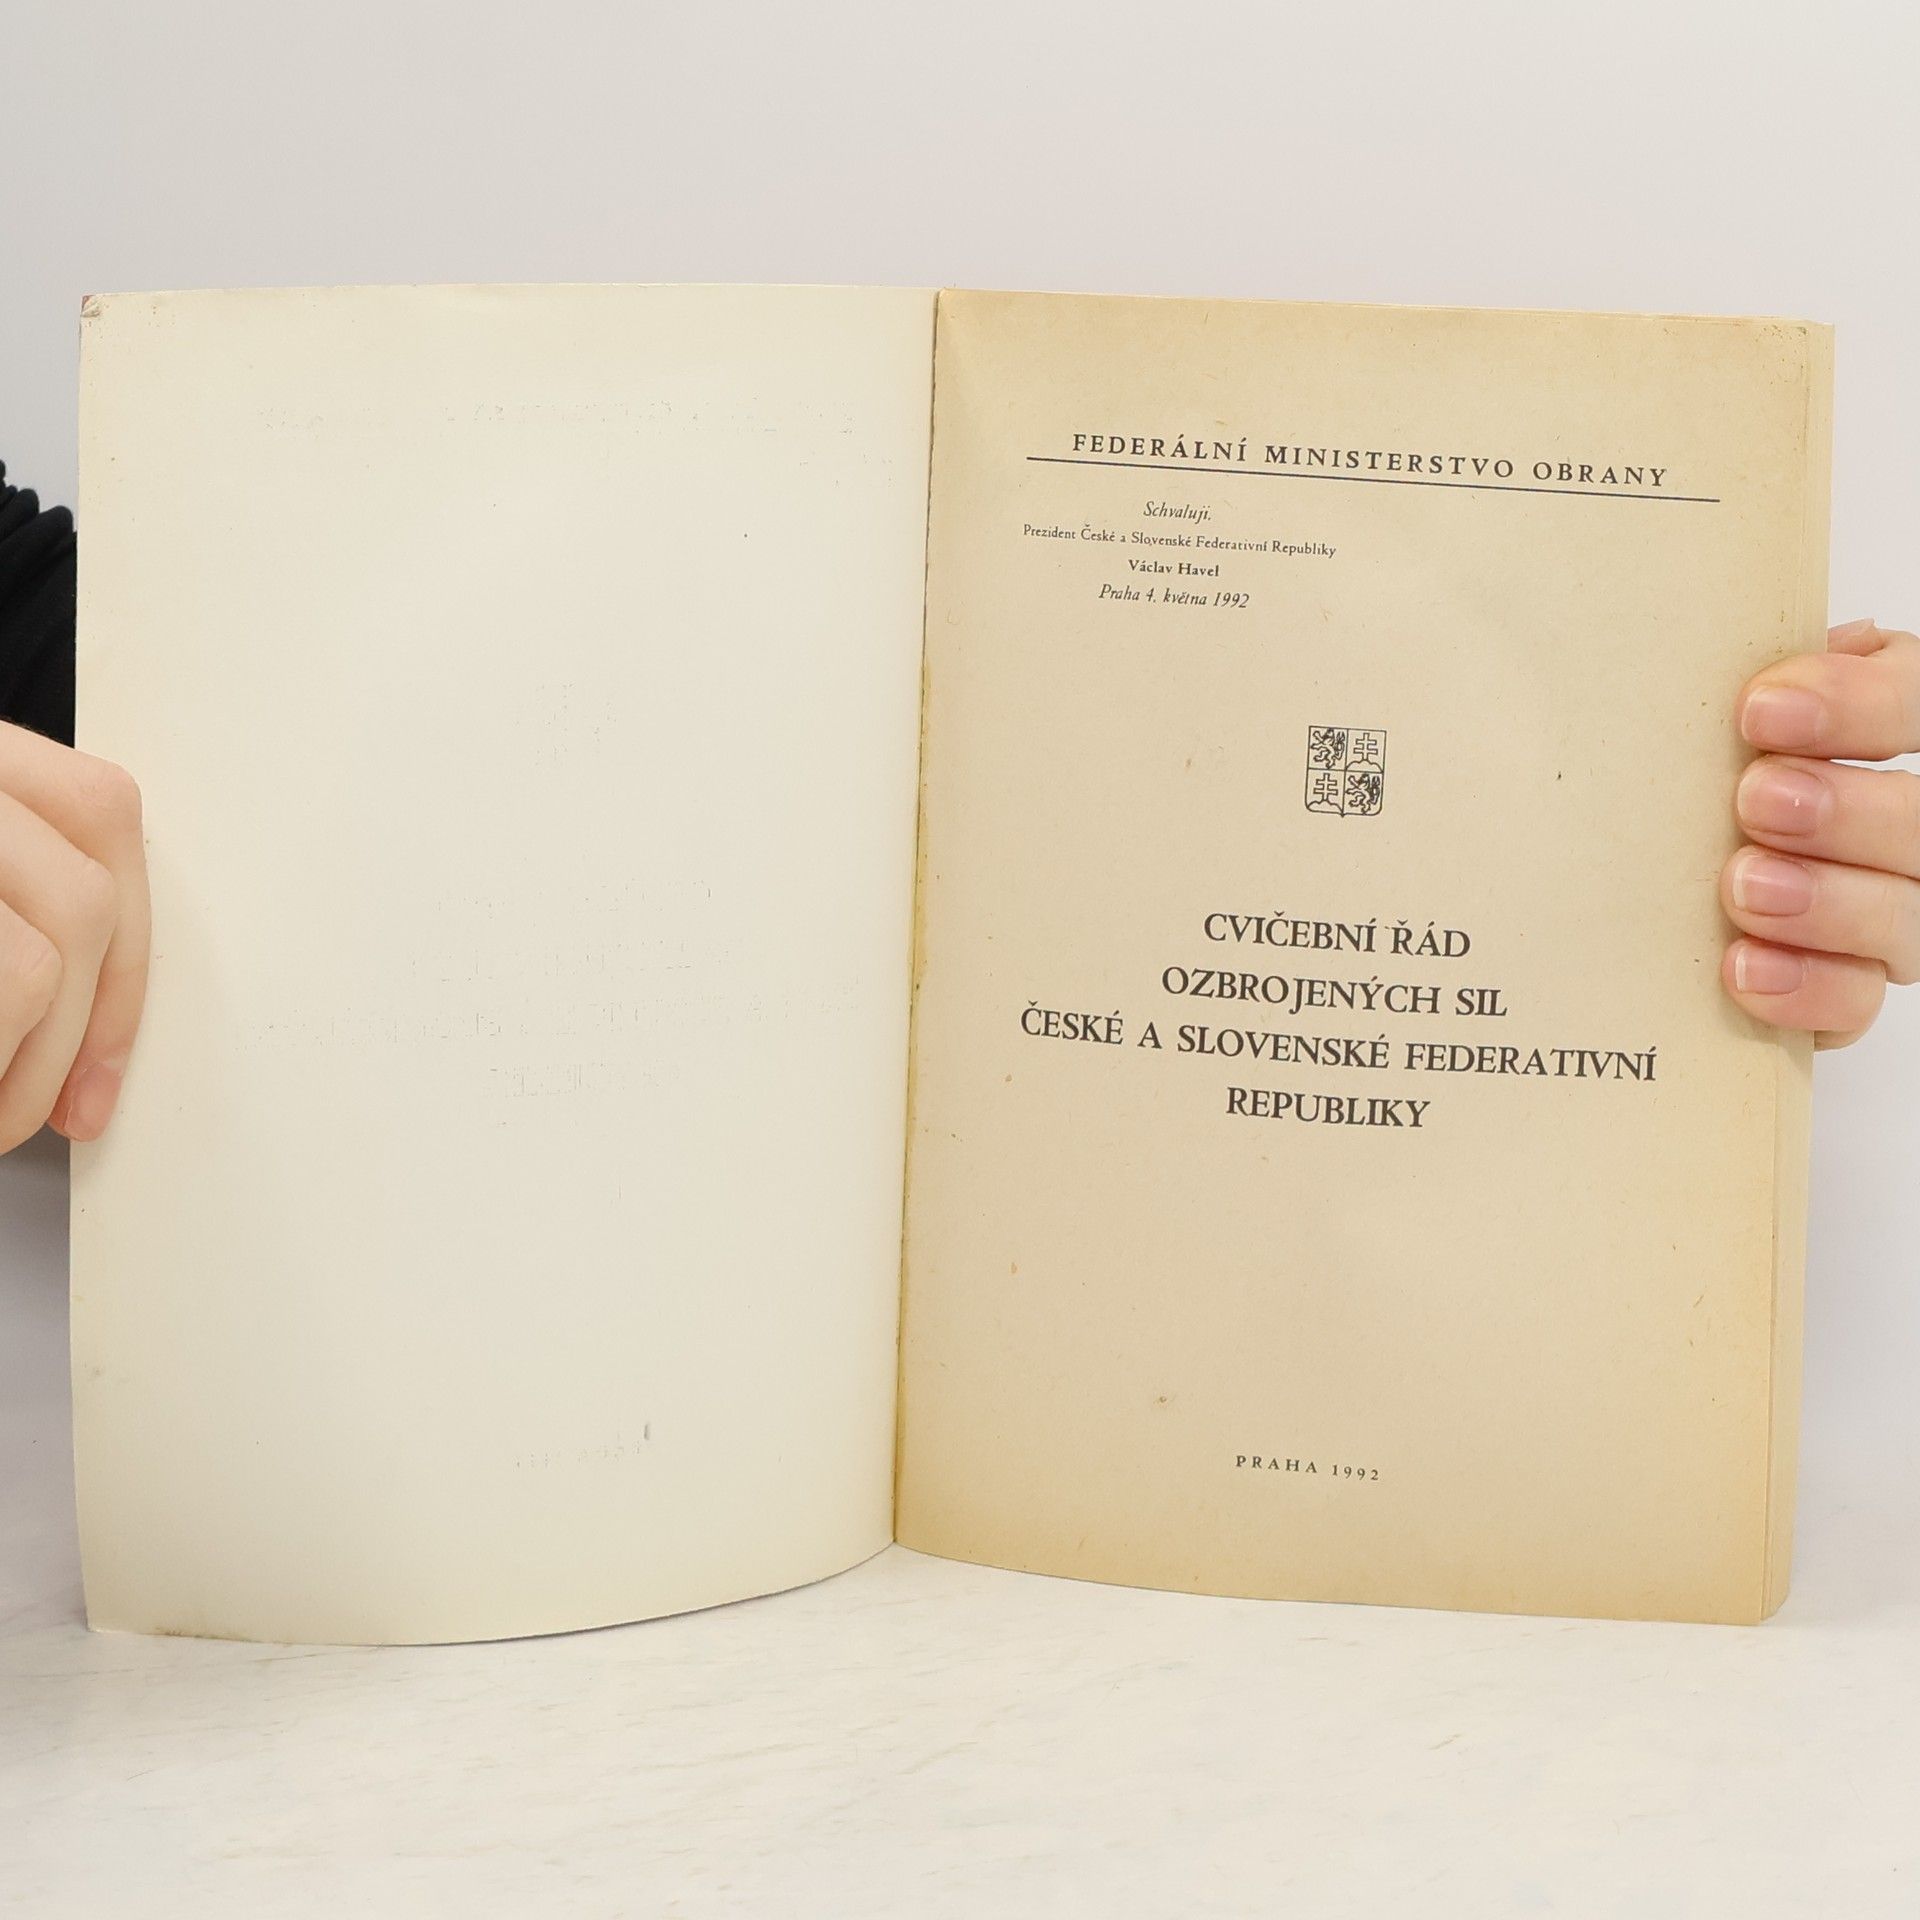 FEDERÁLNÍ MINISTERSTVO OBRANY
Schvaluji.
Prezident České a Slovenské Federativní Republiky
Václav Havel
Praha 4. května 1992
CVIČEBNÍ ŘÁD
OZBROJENÝCH SIL
ČESKÉ A SLOVENSKÉ FEDERATIVNÍ
REPUBLIKY
PRAHA 1992